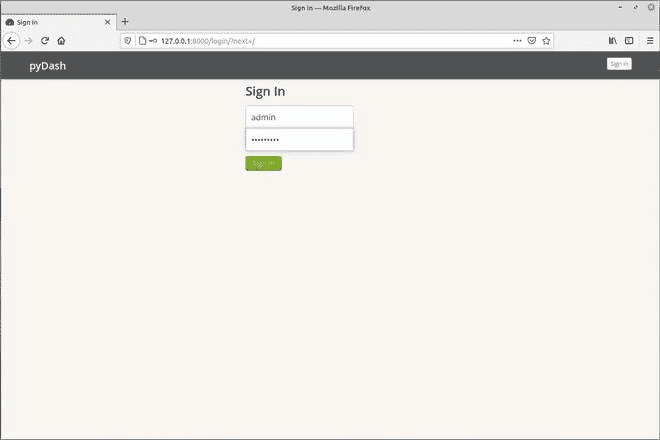 Sign In — Mozilla Firefox
Sign In
127.0.0.1:8000/login/?next=/
pyDash
Sign In
Sign In
admin
•••••••••
Sign in